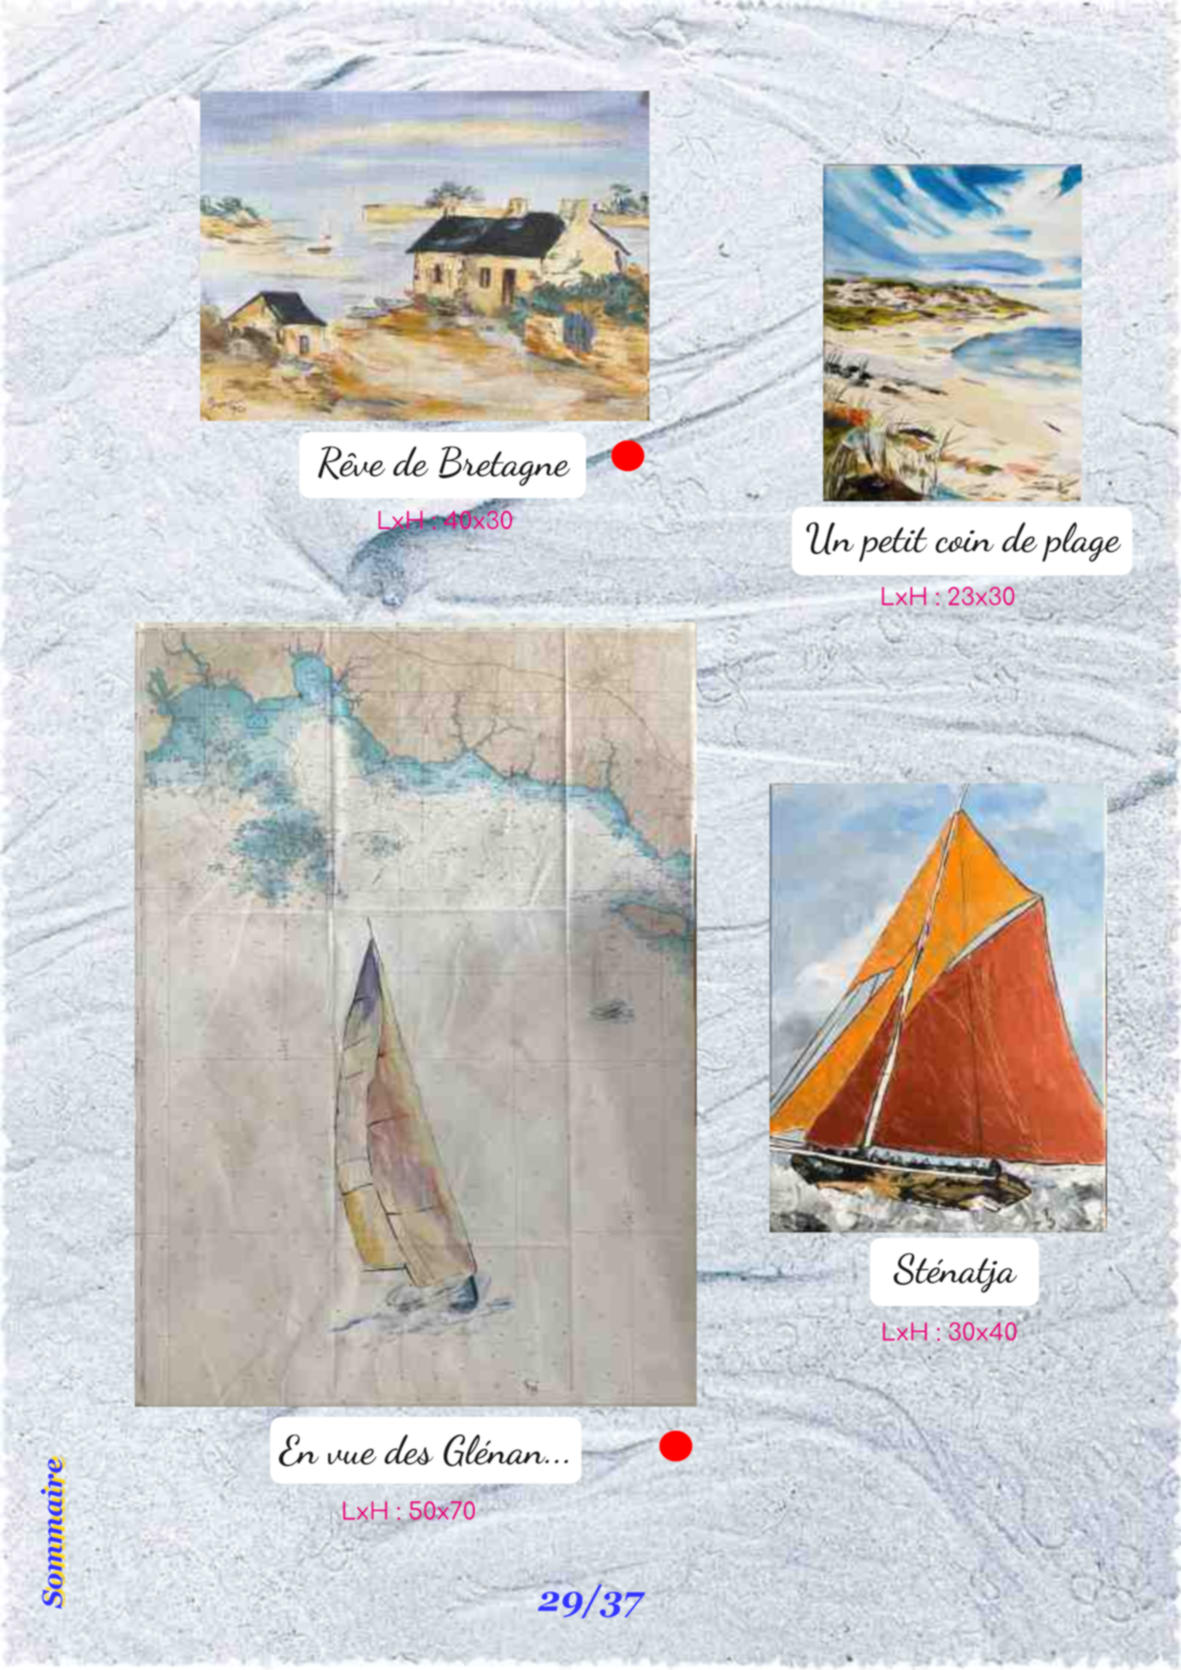 Rêve de Bretagne
LxH : 40x30
Un petit coin de plage
LxH : 23x30
En vue des Glénan...
LxH : 50x70
Sténatja
LxH : 30x40
Sommaire
29/37